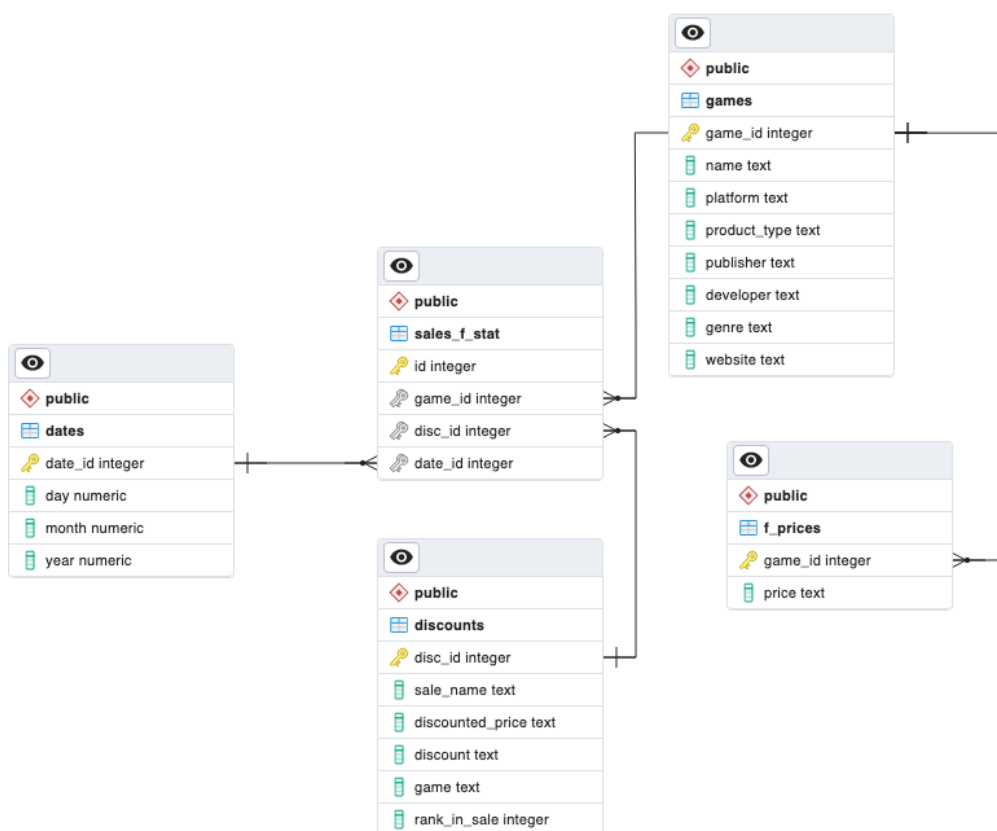 public
games
game_id integer
name text
platform text
product_type text
publisher text
developer text
genre text
website text
public
sales_f_stat
id integer
game_id integer
disc_id integer
date_id integer
public
dates
date_id integer
day numeric
month numeric
year numeric
public
f_prices
game_id integer
price text
public
discounts
disc_id integer
sale_name text
discounted_price text
discount text
game text
rank_in_sale integer